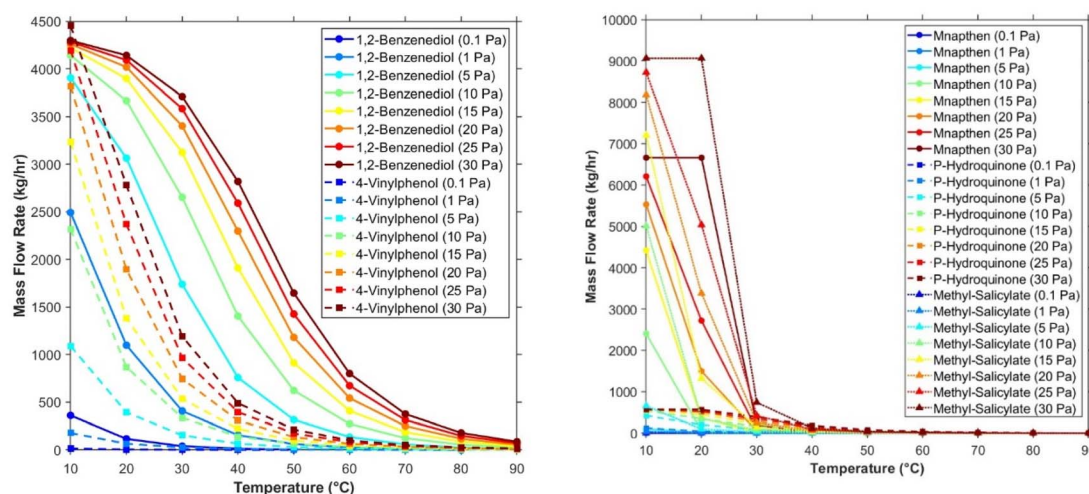 4500
4000
3500
3000
2500
2000
1500
1000
500
0
Mass Flow Rate (kg/hr)
10 20 30 40 50 60 70 80 90
Temperature (°C)
1,2-Benzenediol (0.1 Pa)
1,2-Benzenediol (1 Pa)
1,2-Benzenediol (5 Pa)
1,2-Benzenediol (10 Pa)
1,2-Benzenediol (15 Pa)
1,2-Benzenediol (20 Pa)
1,2-Benzenediol (25 Pa)
1,2-Benzenediol (30 Pa)
4-Vinylphenol (0.1 Pa)
4-Vinylphenol (1 Pa)
4-Vinylphenol (5 Pa)
4-Vinylphenol (10 Pa)
4-Vinylphenol (15 Pa)
4-Vinylphenol (20 Pa)
4-Vinylphenol (25 Pa)
4-Vinylphenol (30 Pa)
10000
9000
8000
7000
6000
5000
4000
3000
2000
1000
0
Mass Flow Rate (kg/hr)
10 20 30 40 50 60 70 80 9
Temperature (°C)
Mnapthen (0.1 Pa)
Mnapthen (1 Pa)
Mnapthen (5 Pa)
Mnapthen (10 Pa)
Mnapthen (15 Pa)
Mnapthen (20 Pa)
Mnapthen (25 Pa)
Mnapthen (30 Pa)
P-Hydroquinone (0.1 Pa)
P-Hydroquinone (1 Pa)
P-Hydroquinone (5 Pa)
P-Hydroquinone (10 Pa)
P-Hydroquinone (15 Pa)
P-Hydroquinone (20 Pa)
P-Hydroquinone (25 Pa)
P-Hydroquinone (30 Pa)
Methyl-Salicylate (0.1 Pa)
Methyl-Salicylate (1 Pa)
Methyl-Salicylate (5 Pa)
Methyl-Salicylate (10 Pa)
Methyl-Salicylate (15 Pa)
Methyl-Salicylate (20 Pa)
Methyl-Salicylate (25 Pa)
Methyl-Salicylate (30 Pa)